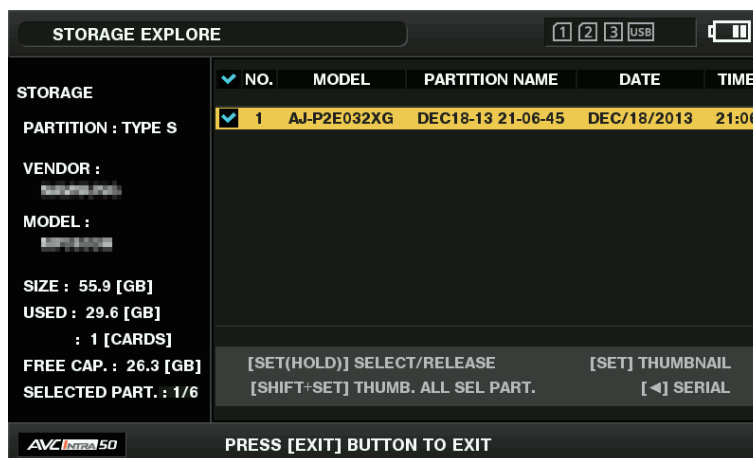 STORAGE EXPLORE
1 2 3 USB
STORAGE
PARTITION : TYPE S
VENDOR :
MODEL :
SIZE : 55.9 [GB]
USED : 29.6 [GB]
: 1 [CARDS]
FREE CAP. : 26.3 [GB]
SELECTED PART. : 1/6
NO. MODEL PARTITION NAME DATE TIME
1 AJ-P2E032XG DEC18-13 21-06-45 DEC/18/2013 21:06
[SET(HOLD)] SELECT/RELEASE [SET] THUMBNAIL
[SHIFT+SET] THUMB. ALL SEL PART. [◄] SERIAL
AVC INTRA 50 PRESS [EXIT] BUTTON TO EXIT